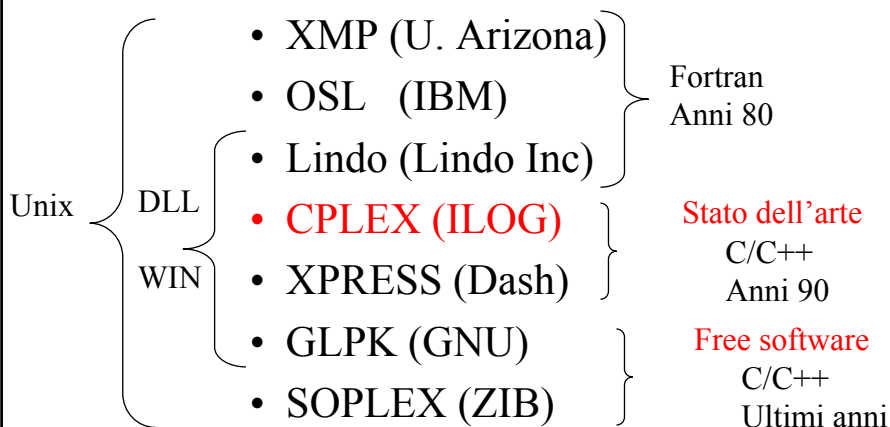 • XMP (U. Arizona)
• OSL (IBM)
• Lindo (Lindo Inc)
• CPLEX (ILOG)
• XPRESS (Dash)
• GLPK (GNU)
• SOPLEX (ZIB)
Unix
DLL
WIN
Fortran
Anni 80
Stato dell’arte
C/C++
Anni 90
Free software
C/C++
Ultimi anni